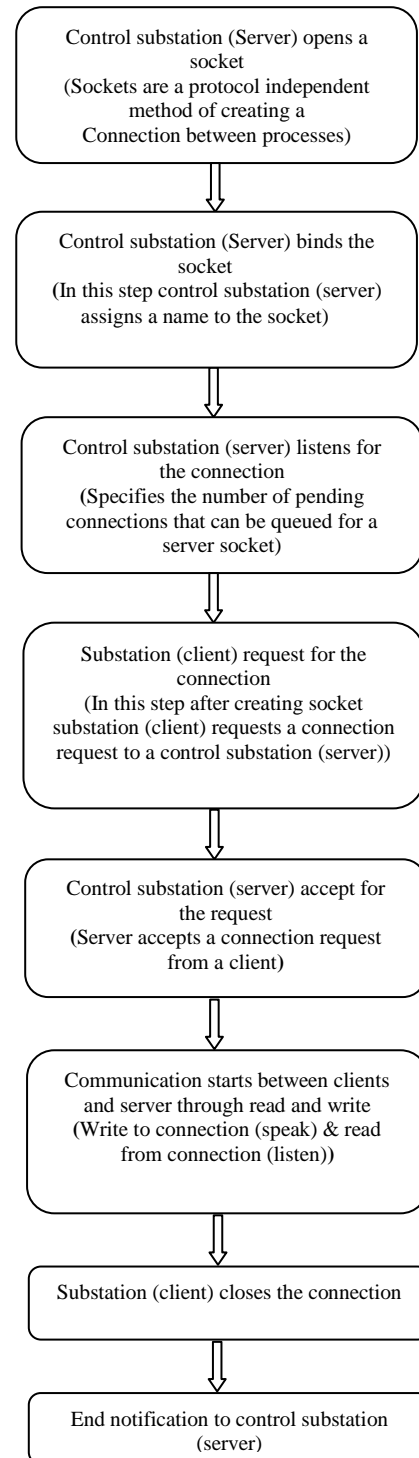 Control substation (Server) opens a
socket
(Sockets are a protocol independent
method of creating a
Connection between processes)
Control substation (Server) binds the
socket
(In this step control substation (server)
assigns a name to the socket)
Control substation (server) listens for
the connection
(Specifies the number of pending
connections that can be queued for a
server socket)
Substation (client) request for the
connection
(In this step after creating socket
substation (client) requests a connection
request to a control substation (server))
Control substation (server) accept for
the request
(Server accepts a connection request
from a client)
Communication starts between clients
and server through read and write
(Write to connection (speak) & read
from connection (listen))
Substation (client) closes the connection
End notification to control substation
(server)